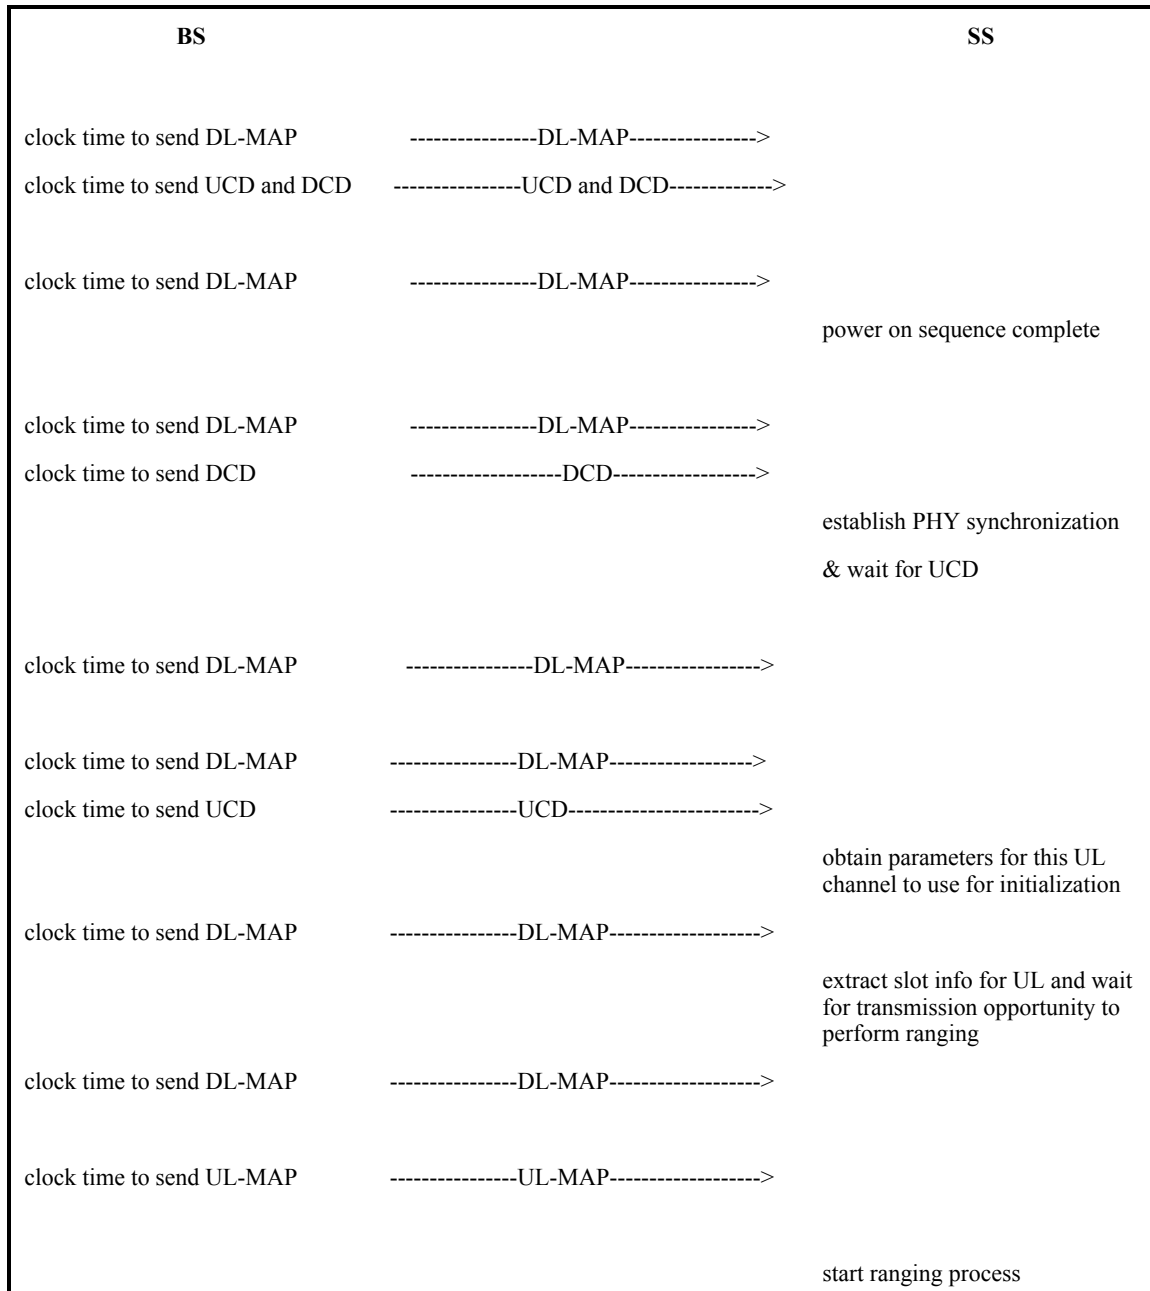 BS SS
clock time to send DL-MAP ----------------DL-MAP---------------->
clock time to send UCD and DCD ----------------UCD and DCD------------->
clock time to send DL-MAP ----------------DL-MAP---------------->
power on sequence complete
clock time to send DL-MAP ----------------DL-MAP---------------->
clock time to send DCD -------------------DCD------------------>
establish PHY synchronization
& wait for UCD
clock time to send DL-MAP ----------------DL-MAP----------------->
clock time to send DL-MAP ----------------DL-MAP------------------>
clock time to send UCD ----------------UCD------------------------>
obtain parameters for this UL
channel to use for initialization
clock time to send DL-MAP ----------------DL-MAP------------------->
extract slot info for UL and wait
for transmission opportunity to
perform ranging
clock time to send DL-MAP ----------------DL-MAP------------------->
clock time to send UL-MAP ----------------UL-MAP------------------->
start ranging process